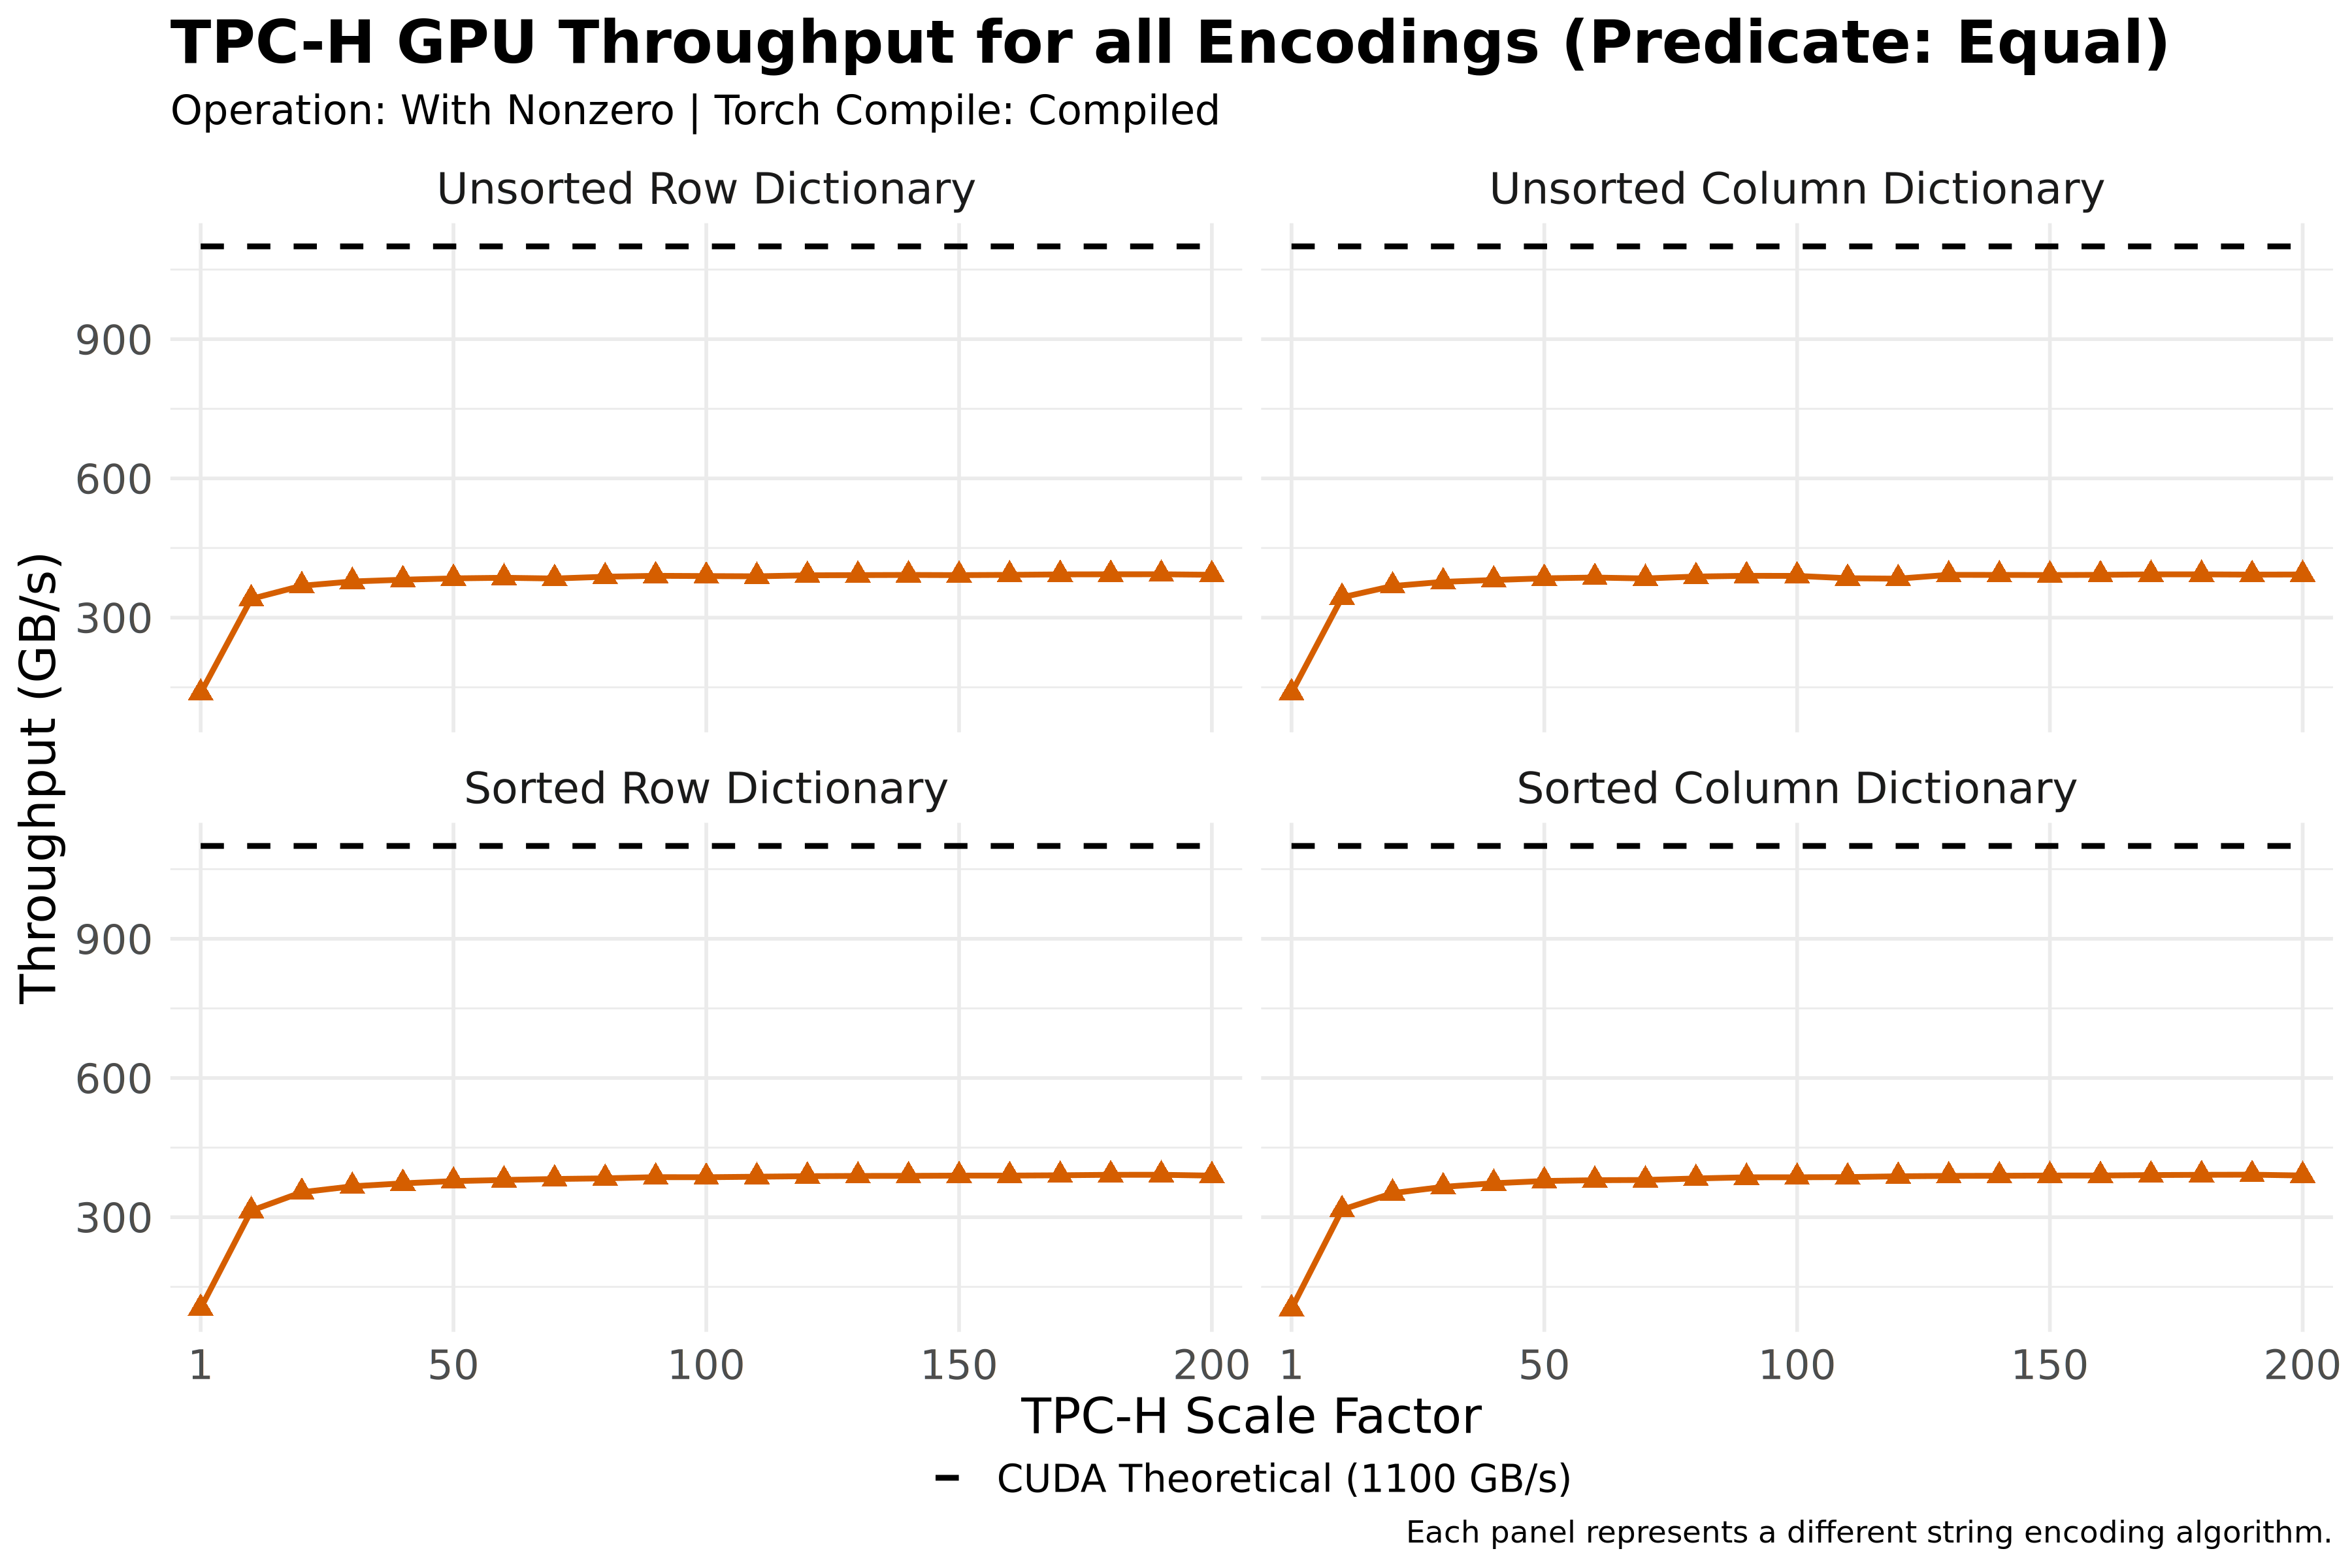 TPC-H GPU Throughput for all Encodings (Predicate: Equal)
Operation: With Nonzero | Torch Compile: Compiled
Unsorted Row Dictionary
Unsorted Column Dictionary
900
600
300
Throughput (GB/s)
Sorted Row Dictionary
Sorted Column Dictionary
900
600
300
1 50 100 150 200 1 50 100 150 200
TPC-H Scale Factor
CUDA Theoretical (1100 GB/s)
Each panel represents a different string encoding algorithm.